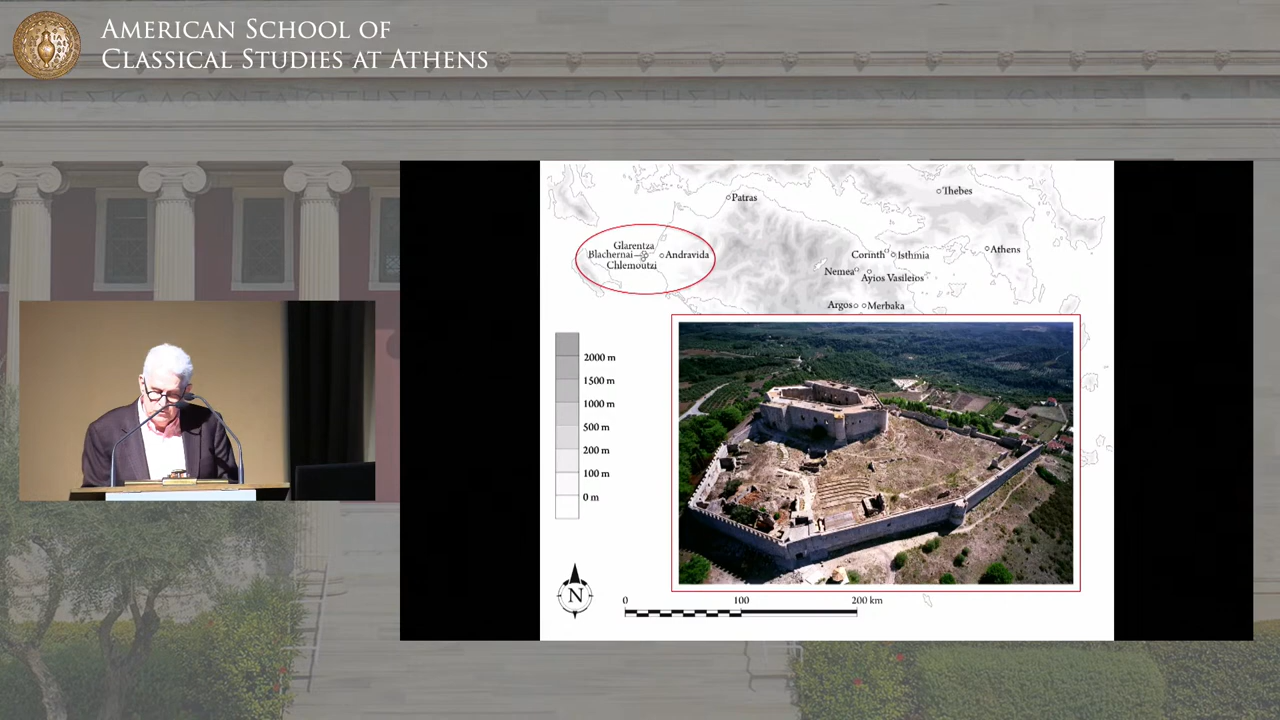 AMERICAN SCHOOL OF
CLASSICAL STUDIES AT ATHENS
Patras
Thebes
Glarentza
Blachernai
Andravida
Chlemoutzi
Athens
Corinth
Isthmia
Nemea
Ayios Vasileios
Argos
Merbaka
2000 m
1500 m
1000 m
500 m
200 m
100 m
0 m
N
0 100 200 km